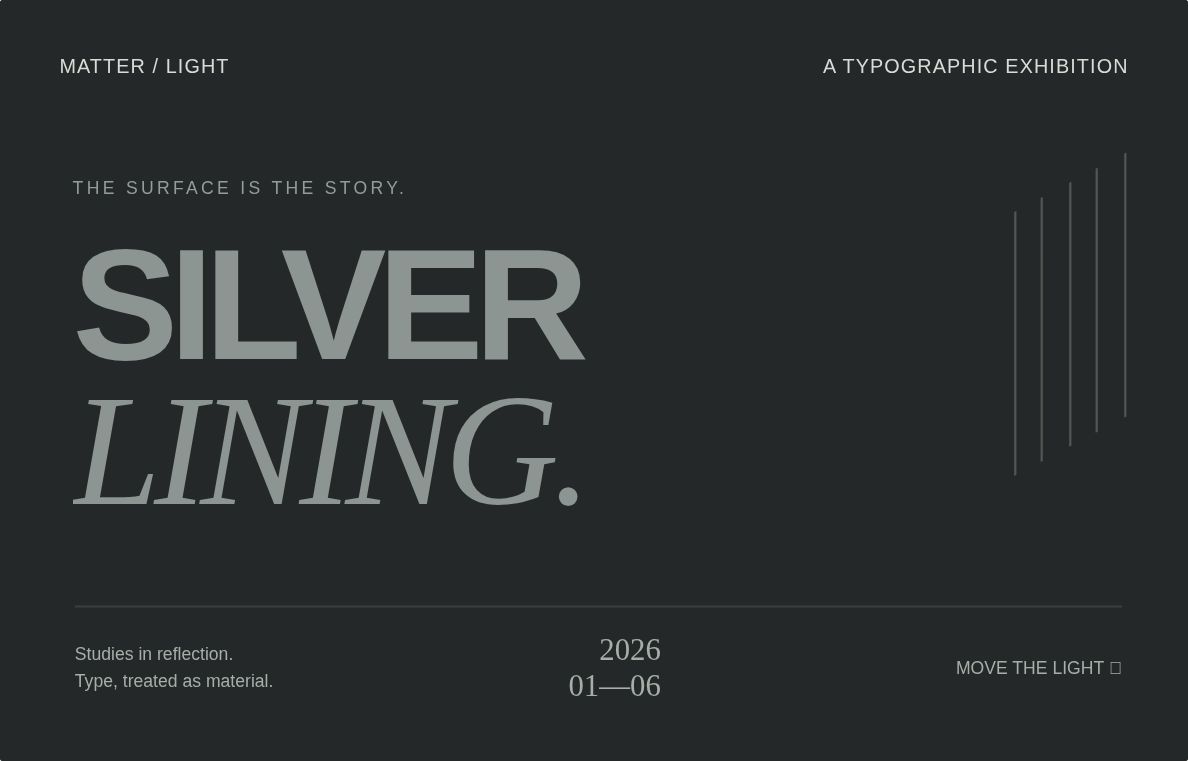 MATTER / LIGHT
A TYPOGRAPHIC EXHIBITION
THE SURFACE IS THE STORY.
SILVER
LINING.
Studies in reflection.
Type, treated as material.
2026
01—06
MOVE THE LIGHT